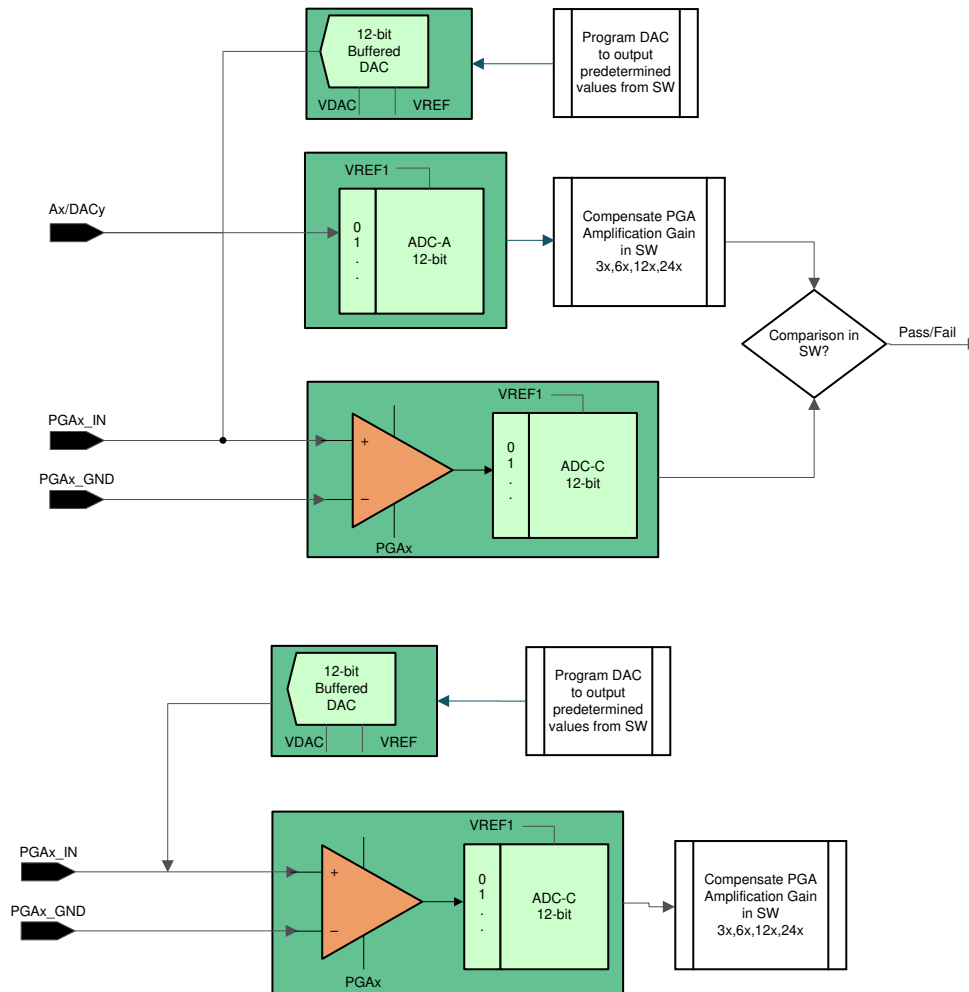 12-bit
Buffered
DAC
VDAC
VREF
Program DAC
to output
predetermined
values from SW
VREF1
Ax/DACy
0
1
.
.
ADC-A
12-bit
Compensate PGA
Amplification Gain
in SW
3x,6x,12x,24x
Comparison in
SW?
Pass/Fail
VREF1
PGAx_IN
+
PGAx_GND
−
0
1
.
.
ADC-C
12-bit
PGAx
12-bit
Buffered
DAC
VDAC
VREF
Program DAC
to output
predetermined
values from SW
VREF1
PGAx_IN
+
PGAx_GND
−
0
1
.
.
ADC-C
12-bit
Compensate PGA
Amplification Gain
in SW
3x,6x,12x,24x
PGAx